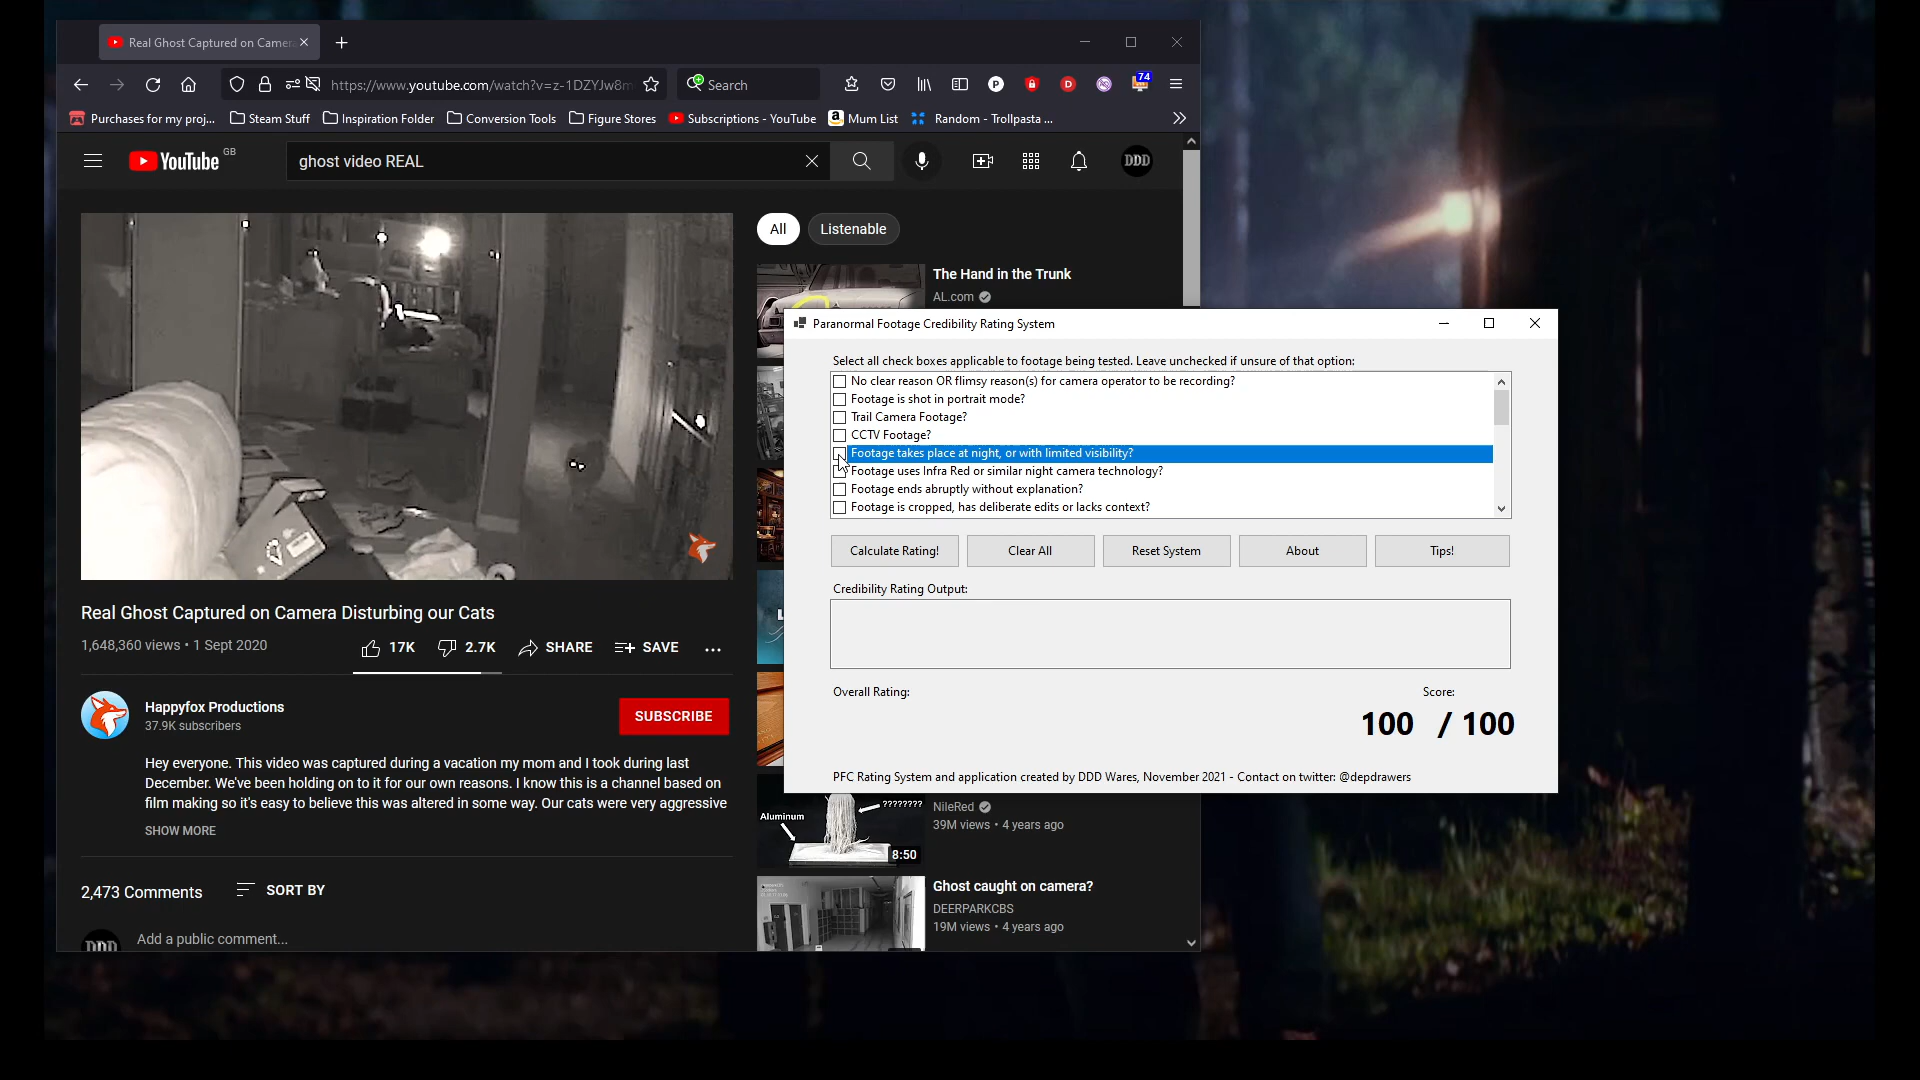 Real Ghost Captured on Camera
https://www.youtube.com/watch?v=z-1DZYJw8m
Search
74
Purchases for my proj...
Steam Stuff
Inspiration Folder
Conversion Tools
Figure Stores
Subscriptions - YouTube
Mum List
Random - Trollpasta ...
YouTube GB
ghost video REAL
DDD
All
Listenable
The Hand in the Trunk
AL.com
Real Ghost Captured on Camera Disturbing our Cats
1,648,360 views • 1 Sept 2020
17K
2.7K
SHARE
SAVE
Happyfox Productions
37.9K subscribers
SUBSCRIBE
Hey everyone. This video was captured during a vacation my mom and I took during last
December. We've been holding on to it for our own reasons. I know this is a channel based on
film making so it's easy to believe this was altered in some way. Our cats were very aggressive
SHOW MORE
2,473 Comments
SORT BY
DDD
Add a public comment...
Paranormal Footage Credibility Rating System
Select all check boxes applicable to footage being tested. Leave unchecked if unsure of that option:
No clear reason OR flimsy reason(s) for camera operator to be recording?
Footage is shot in portrait mode?
Trail Camera Footage?
CCTV Footage?
Footage takes place at night, or with limited visibility?
Footage uses Infra Red or similar night camera technology?
Footage ends abruptly without explanation?
Footage is cropped, has deliberate edits or lacks context?
Calculate Rating!
Clear All
Reset System
About
Tips!
Credibility Rating Output:
Overall Rating:
Score:
100 / 100
PFC Rating System and application created by DDD Wares, November 2021 - Contact on twitter: @depdrawers
????????
Aluminum
8:50
NileRed
39M views • 4 years ago
Ghost caught on camera?
DEERPARKCBS
19M views • 4 years ago